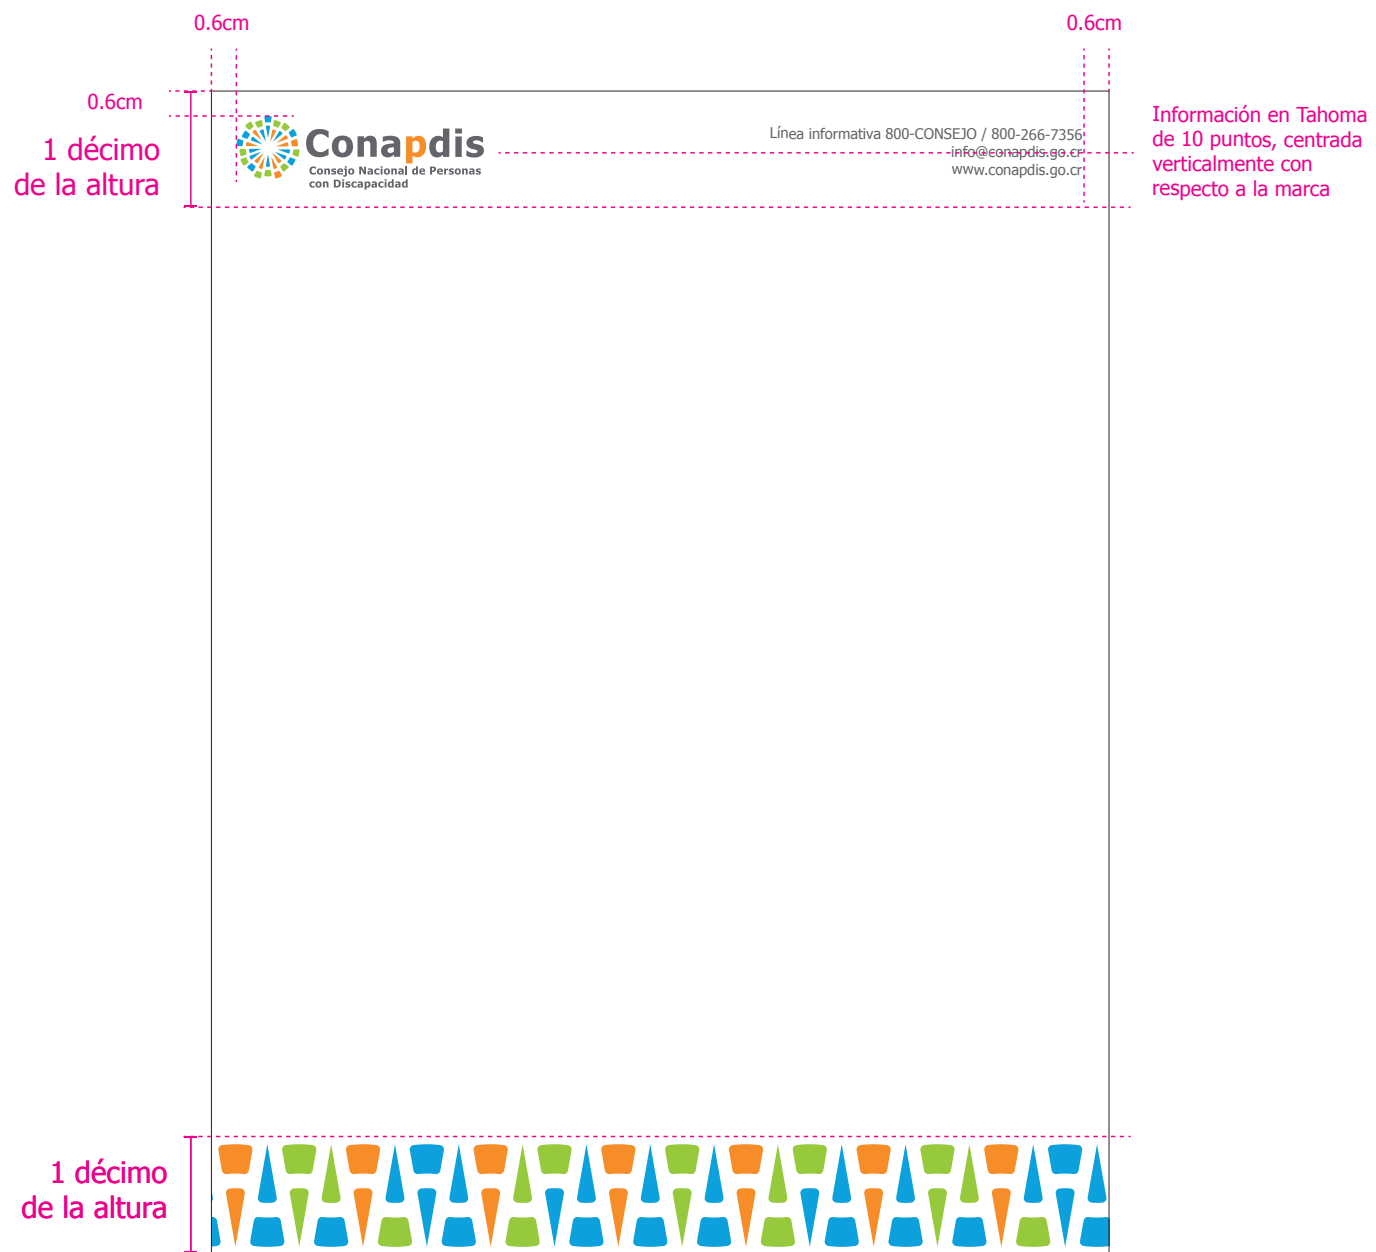 0.6cm
0.6cm
0.6cm
1 décimo
de la altura
Conapdis
Consejo Nacional de Personas
con Discapacidad
Línea informativa 800-CONSEJO / 800-266-7356
info@conapdis.go.cr
www.conapdis.go.cr
Información en Tahoma
de 10 puntos, centrada
verticalmente con
respecto a la marca
1 décimo
de la altura